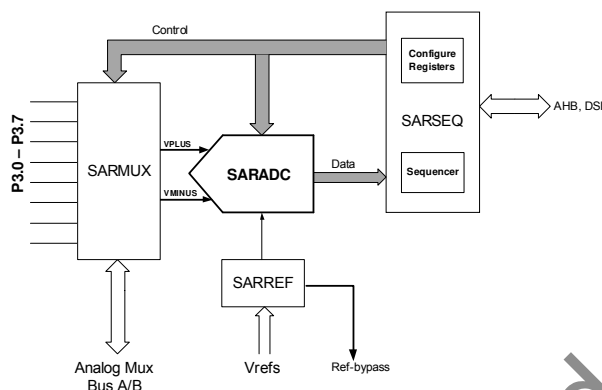 Control
Configure
Registers
AHB, DSI
SARSEQ
P3.0 – P3.7
VPLUS
SARMUX
SARADC
Data
Sequencer
VMINUS
SARREF
Analog Mux
Bus A/B
Vrefs
Ref-bypass